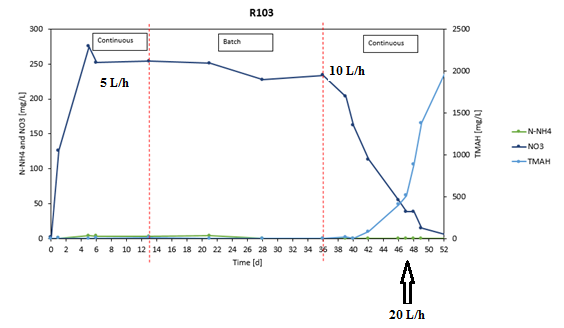 R103
Continuous
Batch
Continuous
5 L/h
10 L/h
300
250
200
150
100
50
0
N-NH4 and NO3 [mg/L]
2500
2000
1500
1000
500
0
TMAH [mg/L]
N-NH4
NO3
TMAH
0 2 4 6 8 10 12 14 16 18 20 22 24 26 28 30 32 34 36 38 40 42 44 46 48 50 52
Time [d]
20 L/h